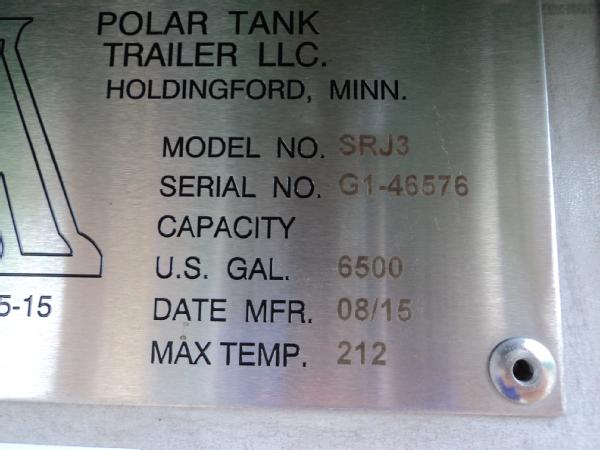 POLAR TANK
TRAILER LLC.
HOLDINGFORD, MINN.
MODEL NO. SRJ3
SERIAL NO. G1-46576
CAPACITY
U.S. GAL. 6500
5-15
DATE MFR. 08/15
MAX TEMP. 212